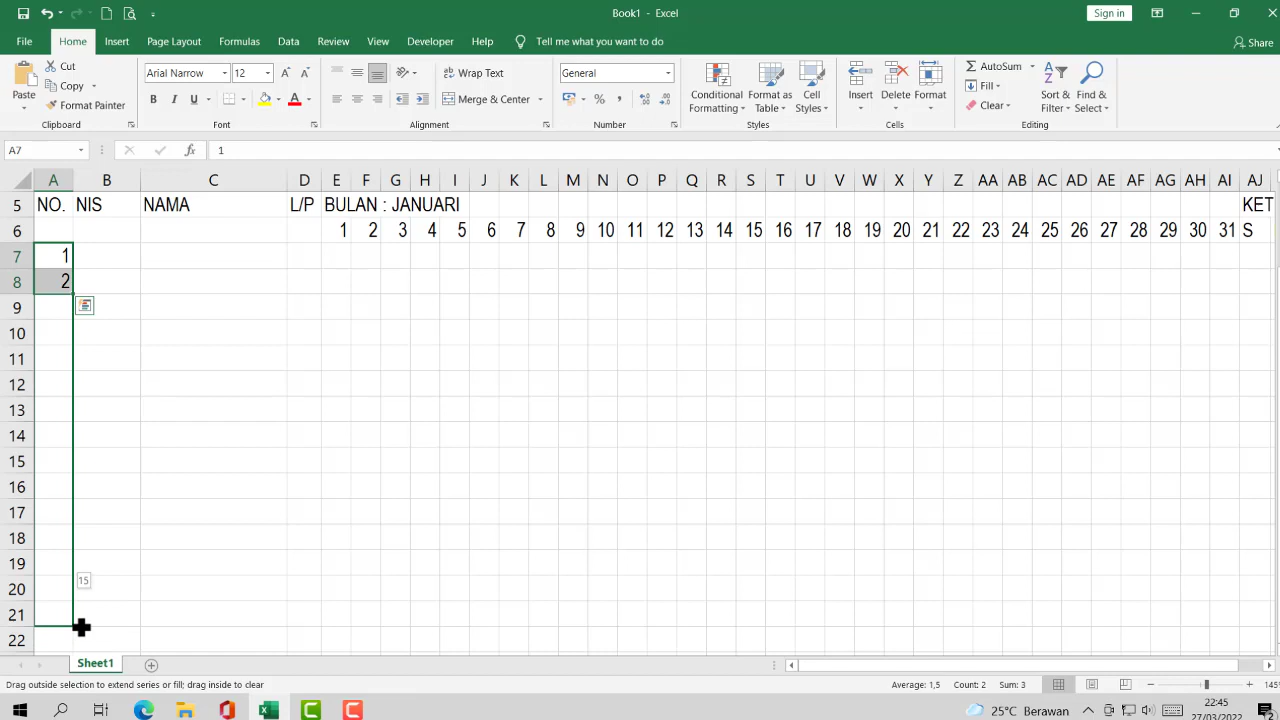 Book1 - Excel
Sign in
File Home Insert Page Layout Formulas Data Review View Developer Help Tell me what you want to do Share
Paste Cut Copy Format Painter
Clipboard
Arial Narrow 12
B I U
Font
Wrap Text
Merge & Center
Alignment
General
Number
Conditional Formatting Format as Table Cell Styles
Styles
Insert Delete Format
Cells
AutoSum Fill Clear
Sort & Filter Find & Select
Editing
A7 fx 1
A B C D E F G H I J K L M N O P Q R S T U V W X Y Z AA AB AC AD AE AF AG AH AI AJ
5 NO. NIS NAMA L/P BULAN : JANUARI KET
6 1 2 3 4 5 6 7 8 9 10 11 12 13 14 15 16 17 18 19 20 21 22 23 24 25 26 27 28 29 30 31 S
7 1
8 2
9
10
11
12
13
14
15
16
17
18
19
20 15
21
22
Sheet1
Drag outside selection to extend series or fill; drag inside to clear Average: 1,5 Count: 2 Sum: 3 145
25°C Berawan 22:45
27/03/2022